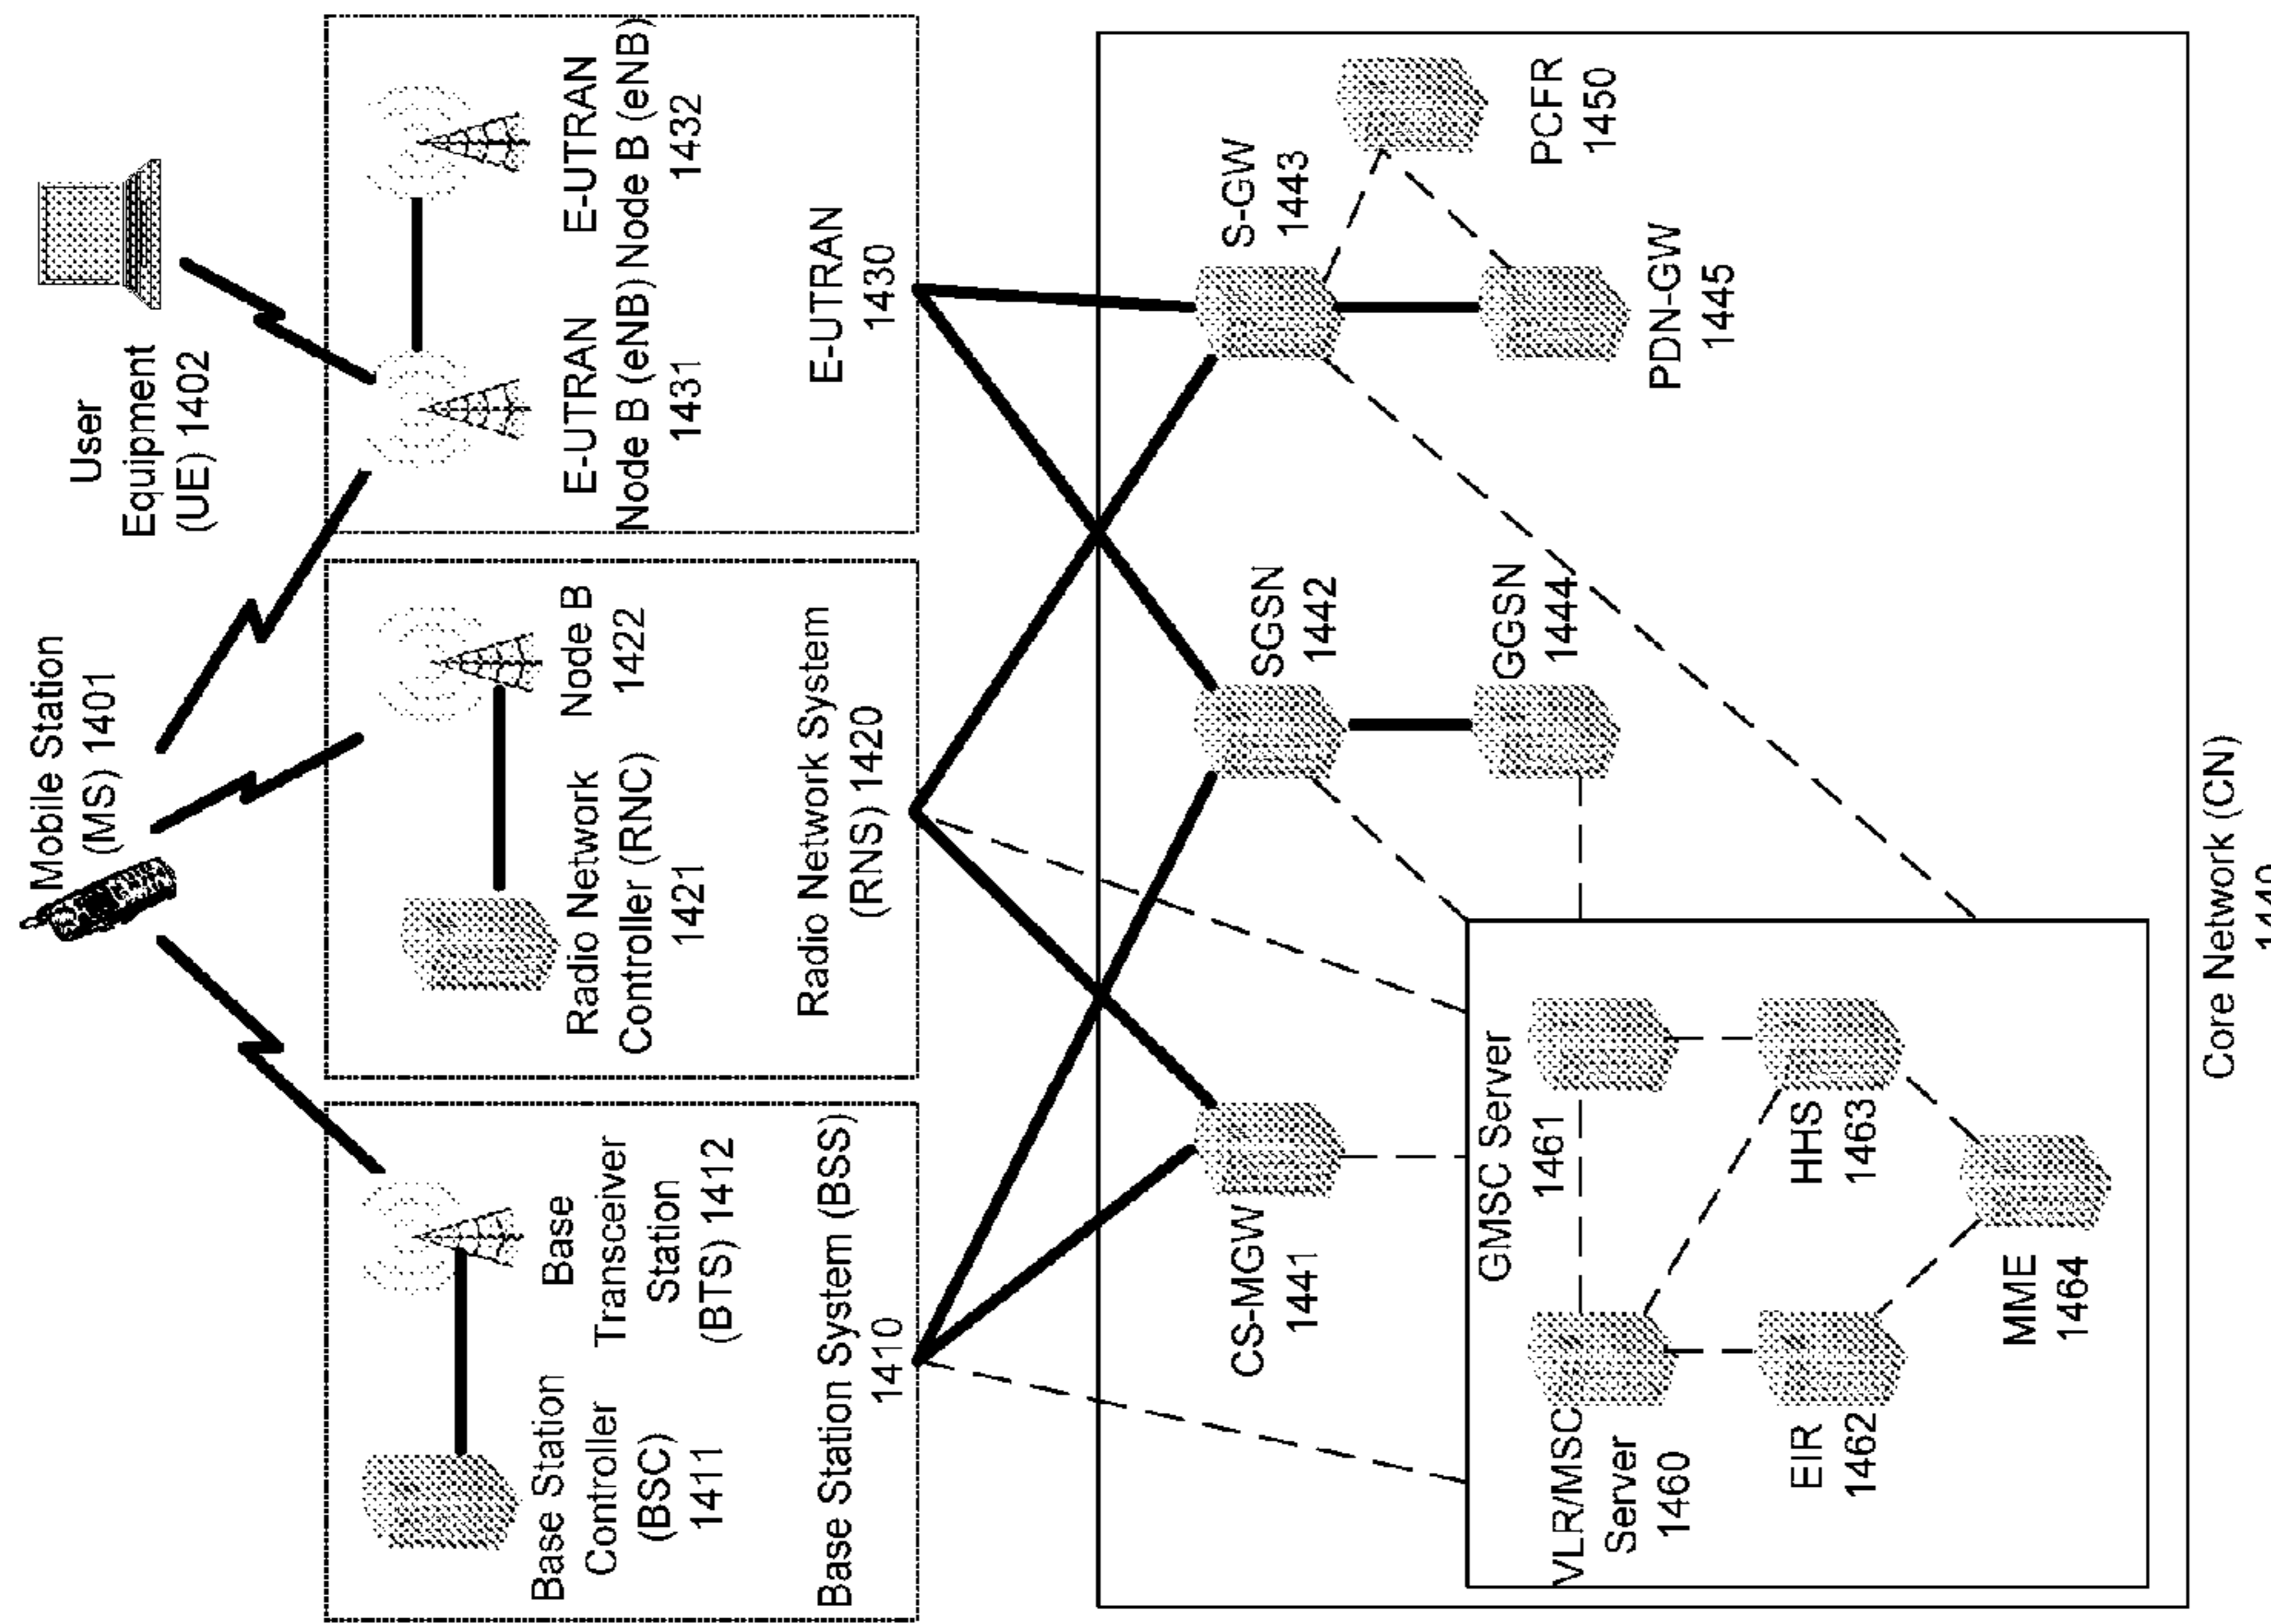 Mobile Station
(MS) 1401
User
Equipment
(UE) 1402
Base Station
Controller
(BSC)
1411
Base
Transceiver
Station
(BTS) 1412
Base Station System (BSS)
1410
Radio Network
Controller (RNC)
1421
Node B
1422
Radio Network System
(RNS) 1420
E-UTRAN
Node B (eNB)
1431
E-UTRAN
Node B (eNB)
1432
E-UTRAN
1430
CS-MGW
1441
SGSN
1442
GGSN
1444
S-GW
1443
PDN-GW
1445
PCFR
1450
GMSC Server
1461
VLR/MSC
Server
1460
HHS
1463
EIR
1462
MME
1464
Core Network (CN)
1440